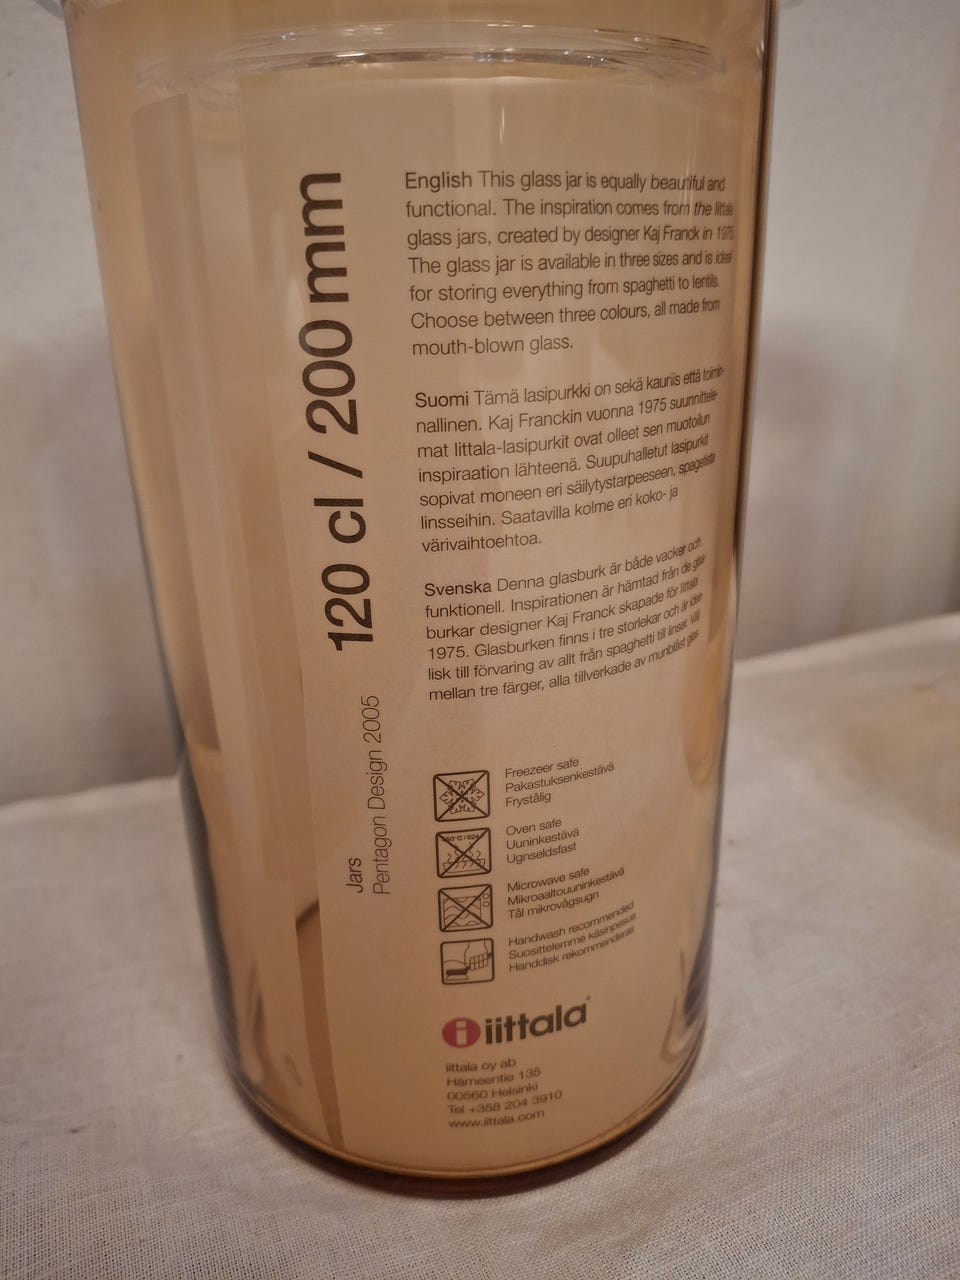 120 cl / 200 mm
Jars
Pentagon Design 2005
English This glass jar is equally beautiful and
functional. The inspiration comes from the Iittala
glass jars, created by designer Kaj Franck in 1975.
The glass jar is available in three sizes and is ideal
for storing everything from spaghetti to lentils.
Choose between three colours, all made from
mouth-blown glass.
Suomi Tämä lasipurkki on sekä kaunis että toimin-
nallinen. Kaj Franckin vuonna 1975 suunnittele-
mat Iittala-lasipurkit ovat olleet sen muotoilun
inspiraation lähteenä. Suupuhalletut lasipurkit
sopivat moneen eri säilytystarpeeseen, spagetista
linsseihin. Saatavilla kolme eri koko- ja
värivaihtoehtoa.
Svenska Denna glasburk är både vacker och
funktionell. Inspirationen är hämtad från de glas-
burkar designer Kaj Franck skapade för Iittala
1975. Glasburken finns i tre storlekar och är idea-
lisk till förvaring av allt från spaghetti till linser. Välj
mellan tre färger, alla tillverkade av munblåst glas
Freezeer safe
Pakastuksenkestävä
Frystålig
Oven safe
Uuninkestävä
Ugnseldsfast
Microwave safe
Mikroaaltouuninkestävä
Tål mikrovågsugn
Handwash recommended
Suosittelemme käsinpesua
Handdisk rekommenderas
i iittala
iittala oy ab
Hämeentie 135
00560 Helsinki
Tel +358 204 3910
www.iittala.com